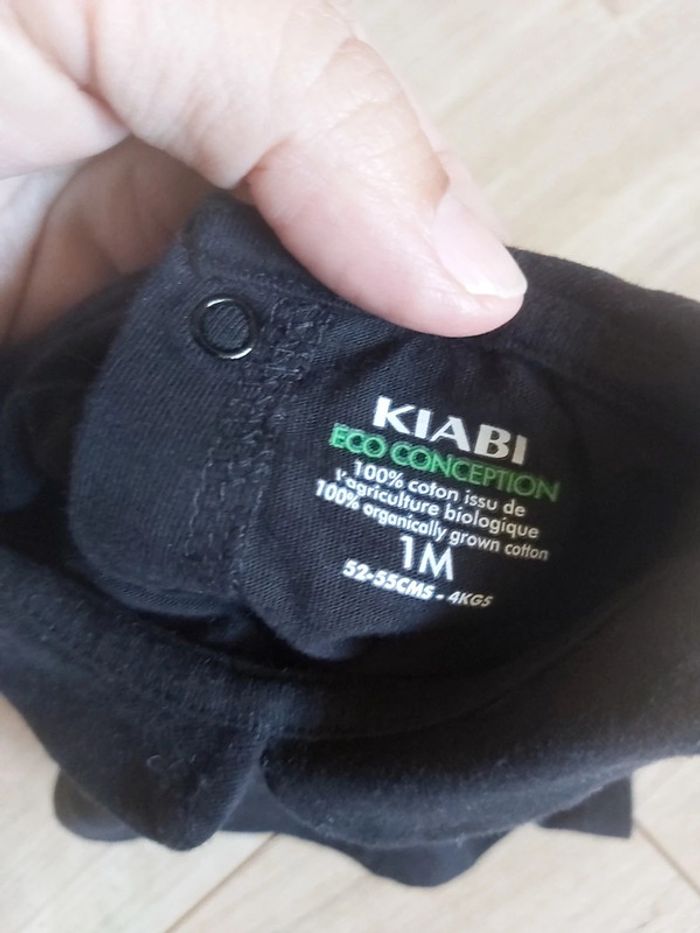 KIABI
ECO CONCEPTION
100% coton issu de
l'agriculture biologique
100% organically grown cotton
1M
52-55CMS - 4KGS